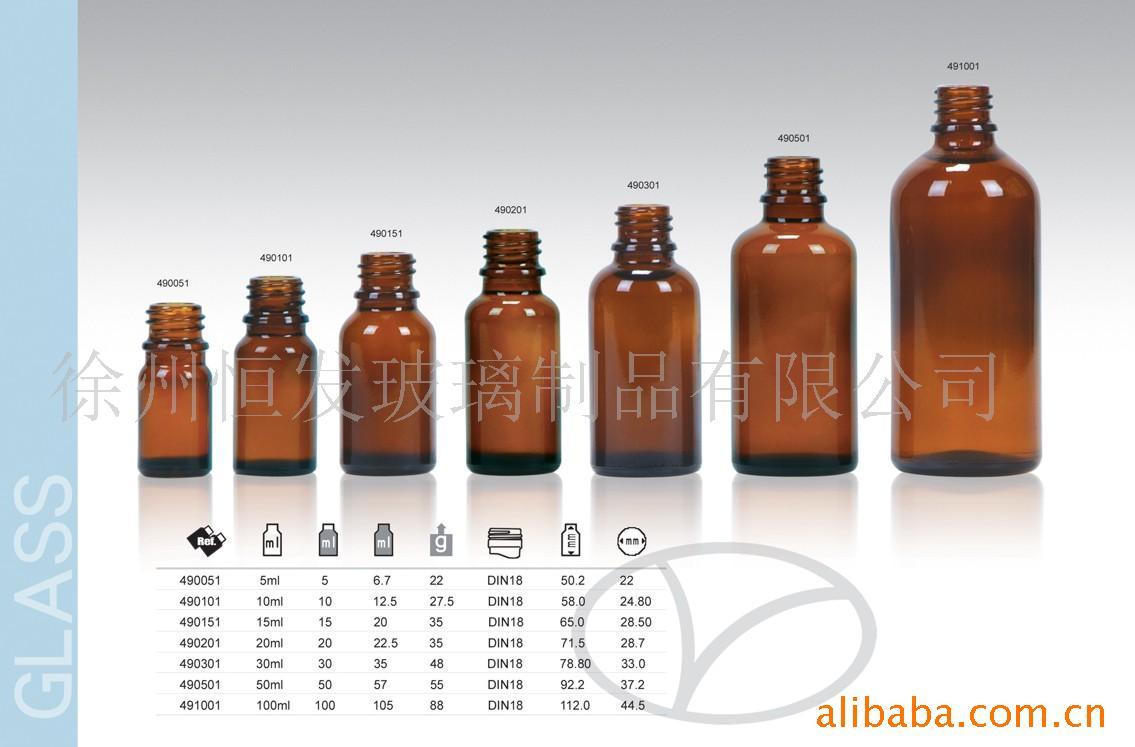 491001
490501
490301
490201
490151
490101
490051
徐州恒发玻璃制品有限公司
GLASS
Ref. ml ml ml g mm mm
490051 5ml 5 6.7 22 DIN18 50.2 22
490101 10ml 10 12.5 27.5 DIN18 58.0 24.80
490151 15ml 15 20 35 DIN18 65.0 28.50
490201 20ml 20 22.5 35 DIN18 71.5 28.7
490301 30ml 30 35 48 DIN18 78.80 33.0
490501 50ml 50 57 55 DIN18 92.2 37.2
491001 100ml 100 105 88 DIN18 112.0 44.5
alibaba.com.cn